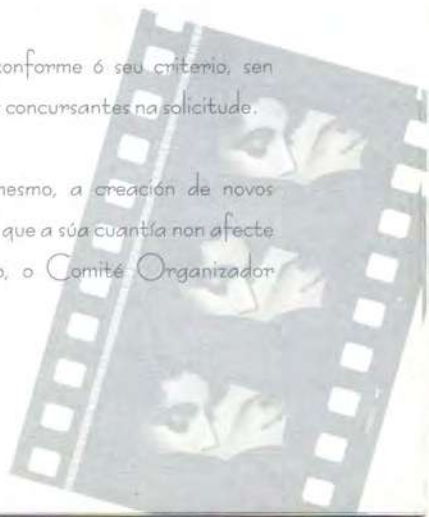 conforme ó seu criterio, sen
concursantes na solicitude.
mesmo, a creación de novos
que a súa cuantía non afecte
o, o Comité Organizador